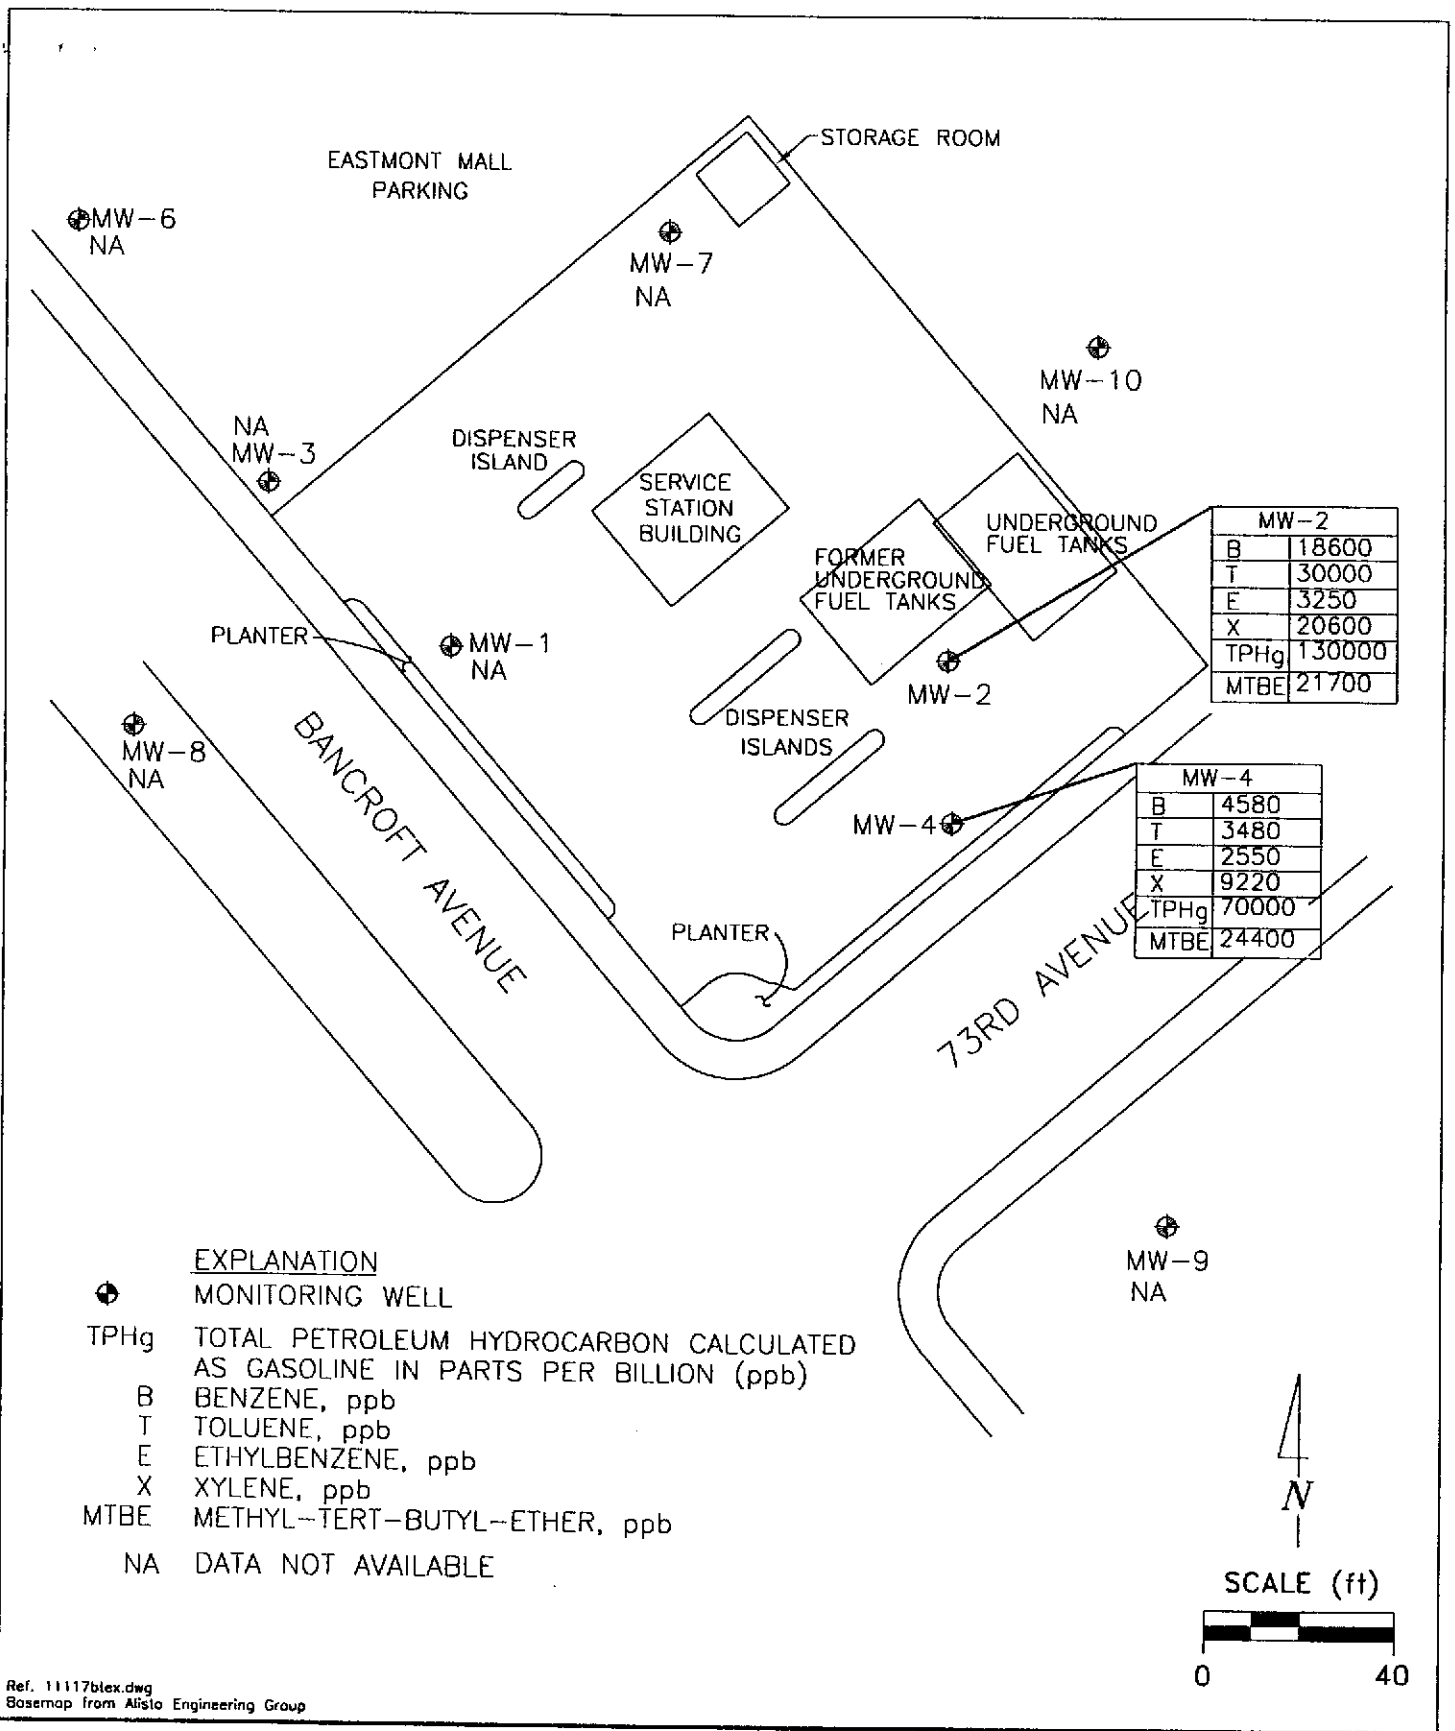 STORAGE ROOM
EASTMONT MALL
PARKING
MW-6
NA
MW-7
NA
MW-10
NA
NA
MW-3
DISPENSER
ISLAND
SERVICE
STATION
BUILDING
UNDERGROUND
FUEL TANKS
FORMER
UNDERGROUND
FUEL TANKS
MW-2
B 18600
T 30000
E 3250
X 20600
TPHg 130000
MTBE 21700
PLANTER
MW-1
NA
MW-2
DISPENSER
ISLANDS
MW-8
NA
BANCROFT AVENUE
MW-4
MW-4
B 4580
T 3480
E 2550
X 9220
TPHg 70000
MTBE 24400
PLANTER
73RD AVENUE
MW-9
NA
EXPLANATION
MONITORING WELL
TPHg TOTAL PETROLEUM HYDROCARBON CALCULATED
AS GASOLINE IN PARTS PER BILLION (ppb)
B BENZENE, ppb
T TOLUENE, ppb
E ETHYLBENZENE, ppb
X XYLENE, ppb
MTBE METHYL-TERT-BUTYL-ETHER, ppb
NA DATA NOT AVAILABLE
N
SCALE (ft)
0 40
Ref. 11117btex.dwg
Basemap from Alisto Engineering Group